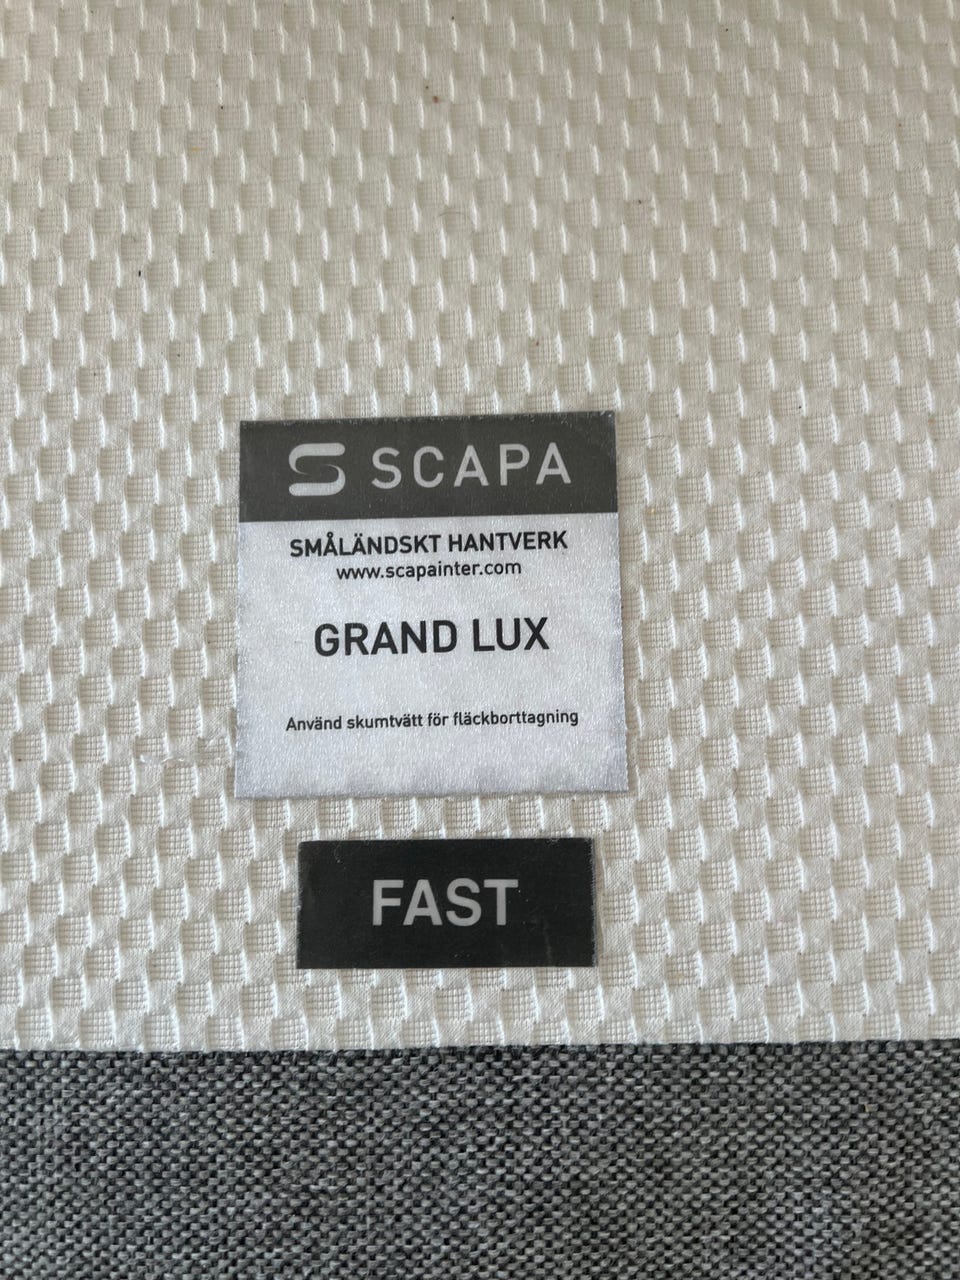 SCAPA
SMÅLÄNDSKT HANTVERK
www.scapainter.com
GRAND LUX
Använd skumtvätt för fläckborttagning
FAST